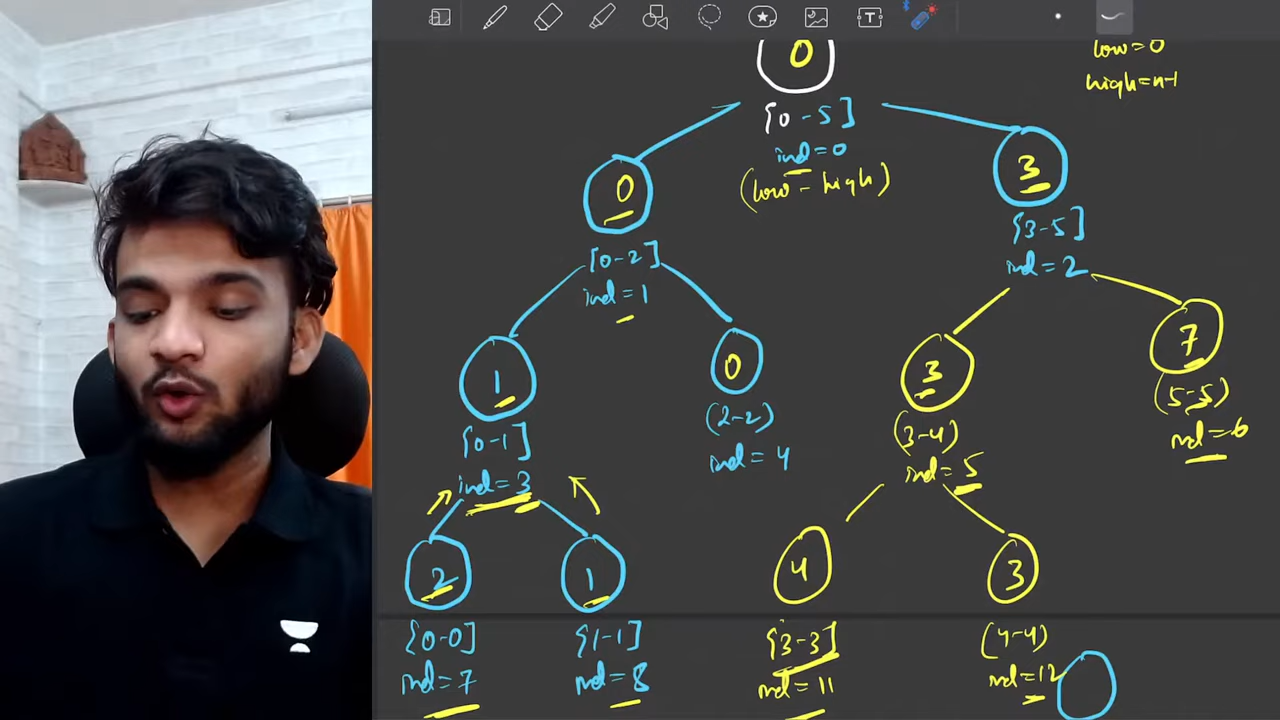 0
low=0
high=n-1
[0-5]
ind=0
(low-high)
0
[0-2]
ind=1
3
[3-5]
ind=2
1
[0-1]
ind=3
0
(2-2)
ind=4
3
(3-4)
ind=5
7
(5-5)
ind=6
2
[0-0]
ind=7
1
[1-1]
ind=8
4
[3-3]
ind=11
3
(4-4)
ind=12
T